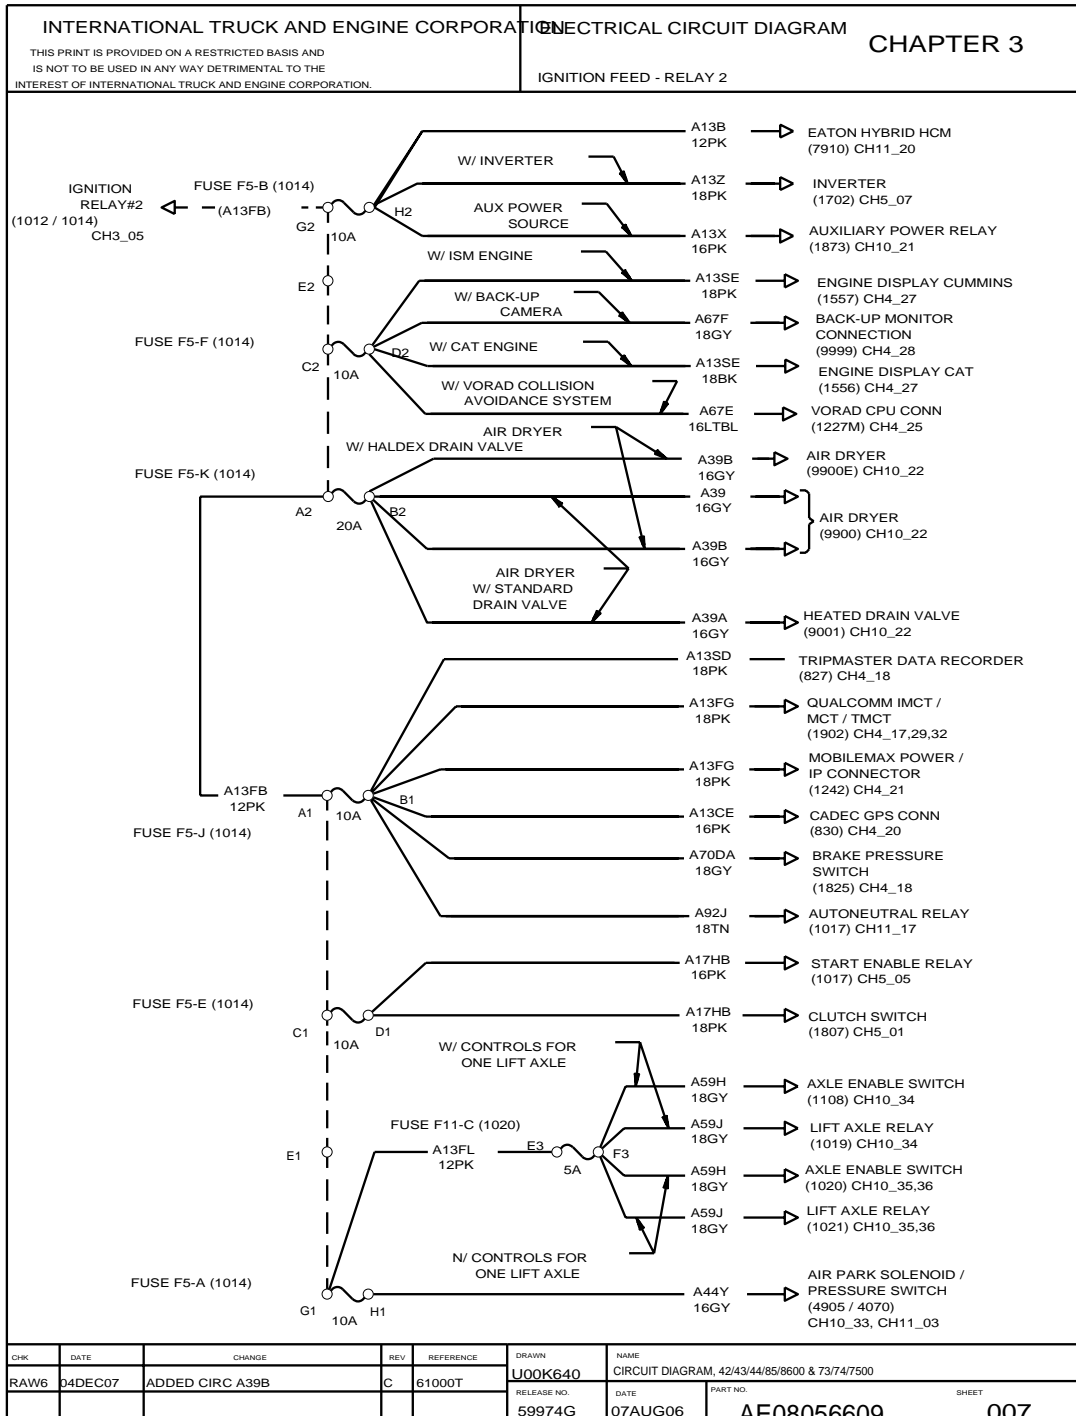 INTERNATIONAL TRUCK AND ENGINE CORPORATION
THIS PRINT IS PROVIDED ON A RESTRICTED BASIS AND
IS NOT TO BE USED IN ANY WAY DETRIMENTAL TO THE
INTEREST OF INTERNATIONAL TRUCK AND ENGINE CORPORATION.
ELECTRICAL CIRCUIT DIAGRAM
CHAPTER 3
IGNITION FEED - RELAY 2
IGNITION
RELAY#2
(1012 / 1014)
CH3_05
(A13FB)
FUSE F5-B (1014)
G2
10A
H2
A13B
12PK
EATON HYBRID HCM
(7910) CH11_20
W/ INVERTER
A13Z
18PK
INVERTER
(1702) CH5_07
AUX POWER
SOURCE
A13X
16PK
AUXILIARY POWER RELAY
(1873) CH10_21
E2
FUSE F5-F (1014)
C2
10A
D2
W/ ISM ENGINE
A13SE
18PK
ENGINE DISPLAY CUMMINS
(1557) CH4_27
W/ BACK-UP
CAMERA
A67F
18GY
BACK-UP MONITOR
CONNECTION
(9999) CH4_28
W/ CAT ENGINE
A13SE
18BK
ENGINE DISPLAY CAT
(1556) CH4_27
W/ VORAD COLLISION
AVOIDANCE SYSTEM
A67E
16LTBL
VORAD CPU CONN
(1227M) CH4_25
FUSE F5-K (1014)
A2
20A
B2
AIR DRYER
W/ HALDEX DRAIN VALVE
A39B
16GY
AIR DRYER
(9900E) CH10_22
A39
16GY
A39B
16GY
AIR DRYER
(9900) CH10_22
AIR DRYER
W/ STANDARD
DRAIN VALVE
A39A
16GY
HEATED DRAIN VALVE
(9001) CH10_22
A13FB
12PK
FUSE F5-J (1014)
A1
10A
B1
A13SD
18PK
TRIPMASTER DATA RECORDER
(827) CH4_18
A13FG
18PK
QUALCOMM IMCT /
MCT / TMCT
(1902) CH4_17,29,32
A13FG
18PK
MOBILEMAX POWER /
IP CONNECTOR
(1242) CH4_21
A13CE
16PK
CADEC GPS CONN
(830) CH4_20
A70DA
18GY
BRAKE PRESSURE
SWITCH
(1825) CH4_18
A92J
18TN
AUTONEUTRAL RELAY
(1017) CH11_17
FUSE F5-E (1014)
C1
10A
D1
A17HB
16PK
START ENABLE RELAY
(1017) CH5_05
A17HB
18PK
CLUTCH SWITCH
(1807) CH5_01
E1
W/ CONTROLS FOR
ONE LIFT AXLE
FUSE F11-C (1020)
A13FL
12PK
E3
5A
F3
A59H
18GY
AXLE ENABLE SWITCH
(1108) CH10_34
A59J
18GY
LIFT AXLE RELAY
(1019) CH10_34
A59H
18GY
AXLE ENABLE SWITCH
(1020) CH10_35,36
A59J
18GY
LIFT AXLE RELAY
(1021) CH10_35,36
N/ CONTROLS FOR
ONE LIFT AXLE
FUSE F5-A (1014)
G1
10A
H1
A44Y
16GY
AIR PARK SOLENOID /
PRESSURE SWITCH
(4905 / 4070)
CH10_33, CH11_03
CHK DATE CHANGE REV REFERENCE
RAW6 04DEC07 ADDED CIRC A39B C 61000T
DRAWN
U00K640
NAME
CIRCUIT DIAGRAM, 42/43/44/85/8600 & 73/74/7500
RELEASE NO.
59974G
DATE
07AUG06
PART NO.
AE08056609
SHEET
007